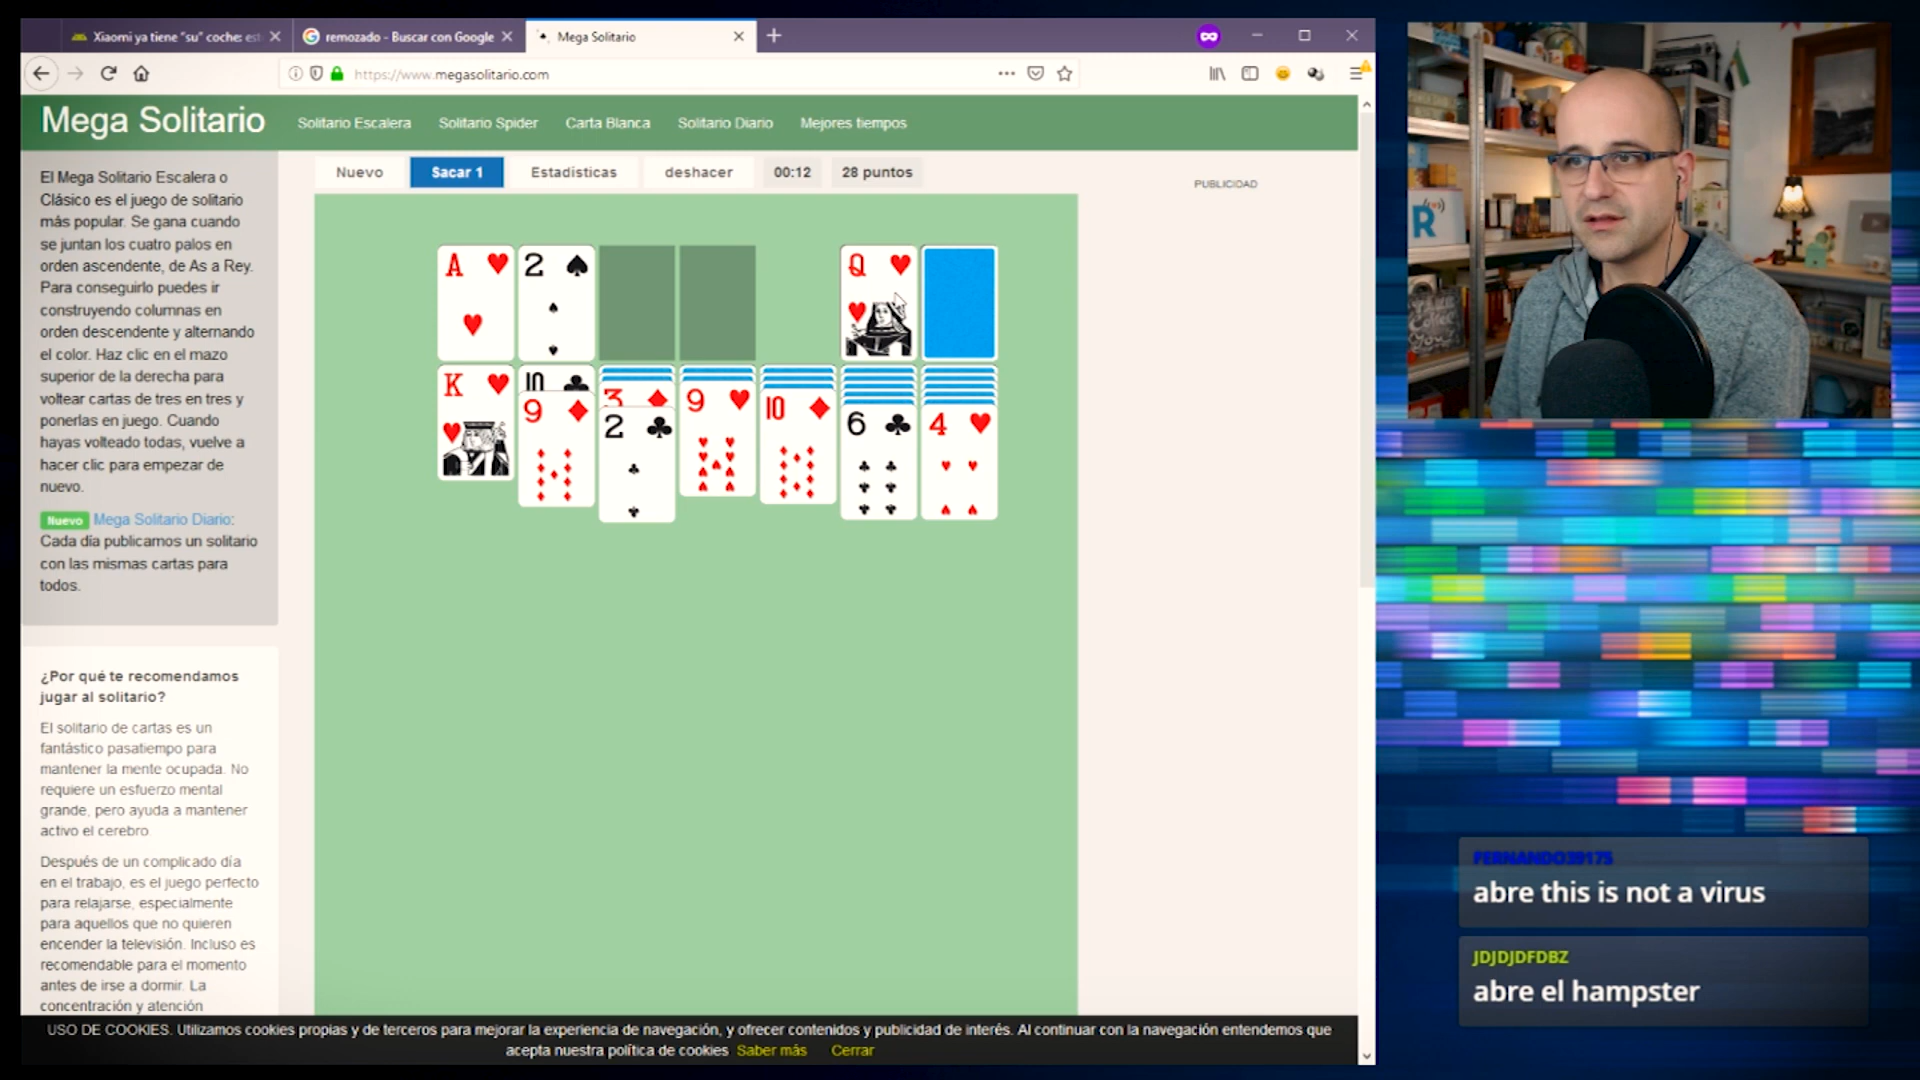 Xiaomi ya tiene "su" coche: est
remozado - Buscar con Google
Mega Solitario
https://www.megasolitario.com
Mega Solitario
Solitario Escalera
Solitario Spider
Carta Blanca
Solitario Diario
Mejores tiempos
El Mega Solitario Escalera o
Clásico es el juego de solitario
más popular. Se gana cuando
se juntan los cuatro palos en
orden ascendente, de As a Rey.
Para conseguirlo puedes ir
construyendo columnas en
orden descendente y alternando
el color. Haz clic en el mazo
superior de la derecha para
voltear cartas de tres en tres y
ponerlas en juego. Cuando
hayas volteado todas, vuelve a
hacer clic para empezar de
nuevo.
Nuevo Mega Solitario Diario:
Cada día publicamos un solitario
con las mismas cartas para
todos.
¿Por qué te recomendamos
jugar al solitario?
El solitario de cartas es un
fantástico pasatiempo para
mantener la mente ocupada. No
requiere un esfuerzo mental
grande, pero ayuda a mantener
activo el cerebro.
Después de un complicado día
en el trabajo, es el juego perfecto
para relajarse, especialmente
para aquellos que no quieren
encender la televisión. Incluso es
recomendable para el momento
antes de irse a dormir. La
concentración y atención
Nuevo
Sacar 1
Estadísticas
deshacer
00:12
28 puntos
PUBLICIDAD
A
2
Q
K
10
9
3
2
9
10
6
4
USO DE COOKIES. Utilizamos cookies propias y de terceros para mejorar la experiencia de navegación, y ofrecer contenidos y publicidad de interés. Al continuar con la navegación entendemos que
acepta nuestra política de cookies Saber más Cerrar
R
FERNANDO39175
abre this is not a virus
JDJDJDFDBZ
abre el hampster